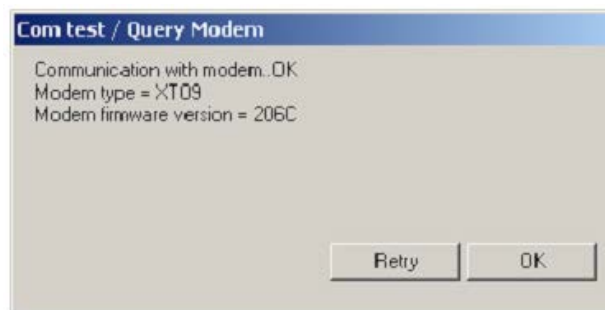 Com test / Query Modem
Communication with modem..OK
Modem type = XT09
Modem firmware version = 206C
Retry
OK